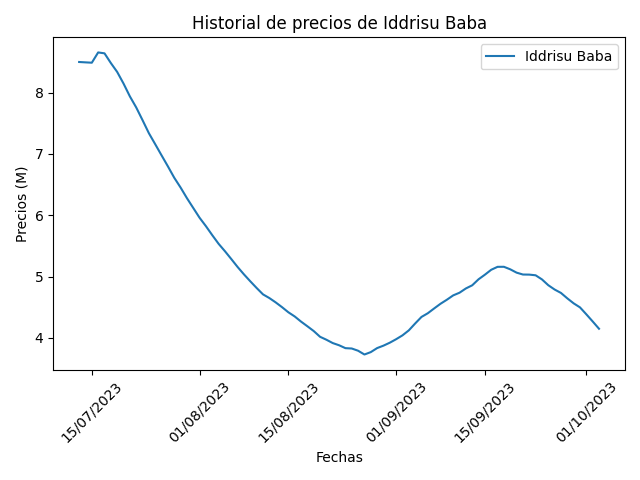 Historial de precios de Iddrisu Baba
Iddrisu Baba
Precios (M)
8
7
6
5
4
15/07/2023
01/08/2023
15/08/2023
01/09/2023
15/09/2023
01/10/2023
Fechas